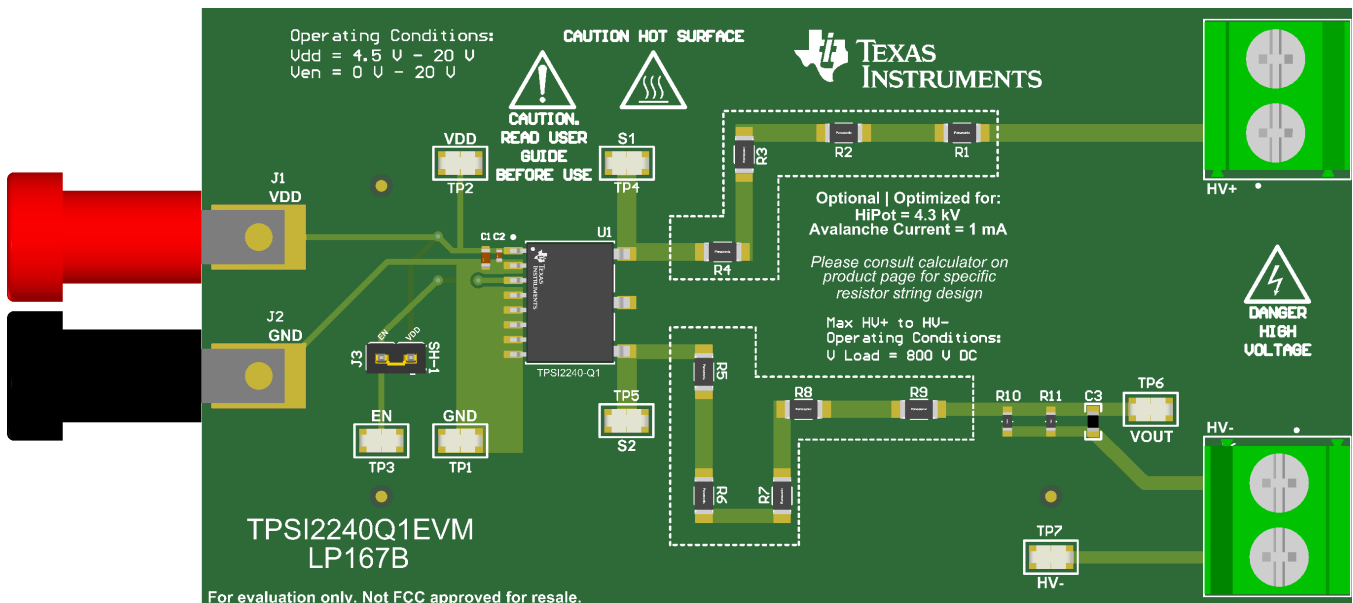 Operating Conditions:
Vdd = 4.5 V - 20 V
Ven = 0 V - 20 V
CAUTION HOT SURFACE
TEXAS
INSTRUMENTS
CAUTION.
READ USER
GUIDE
BEFORE USE
VDD
TP2
S1
TP4
R3
R2
R1
HV+
J1
VDD
C1
C2
U1
R4
Optional | Optimized for:
HiPot = 4.3 kV
Avalanche Current = 1 mA
Please consult calculator on
product page for specific
resistor string design
TEXAS
INSTRUMENTS
TPSI2240-Q1
Max HV+ to HV-
Operating Conditions:
V Load = 800 V DC
DANGER
HIGH
VOLTAGE
J2
GND
EN
VDD
J3
SH-1
EN
TP3
GND
TP1
TP5
S2
R5
R6
R7
R8
R9
R10
R11
C3
TP6
VOUT
HV-
TP7
HV-
TPSI2240Q1EVM
LP167B
For evaluation only. Not FCC approved for resale.